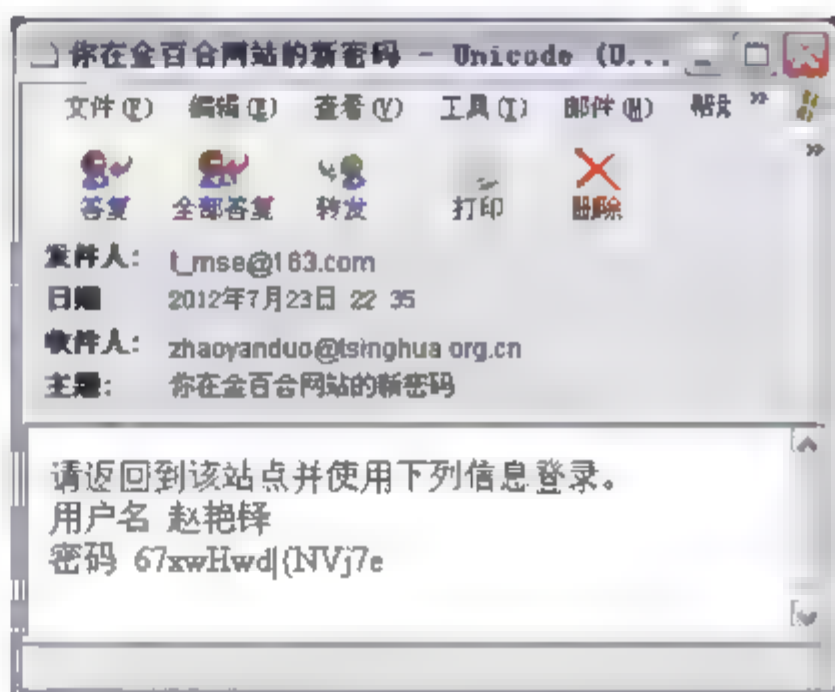 你在金百合网站的新密码 - Unicode (U...
文件(F) 编辑(E) 查看(V) 工具(T) 邮件(M) 帮助 »
答复 全部答复 转发 打印 删除 »
发件人: t_mse@163.com
日期 2012年7月23日 22 35
收件人: zhaoyanduo@tsinghua org.cn
主题: 你在金百合网站的新密码
请返回到该站点并使用下列信息登录。
用户名 赵艳铎
密码 67xwHwd|(NVj7e